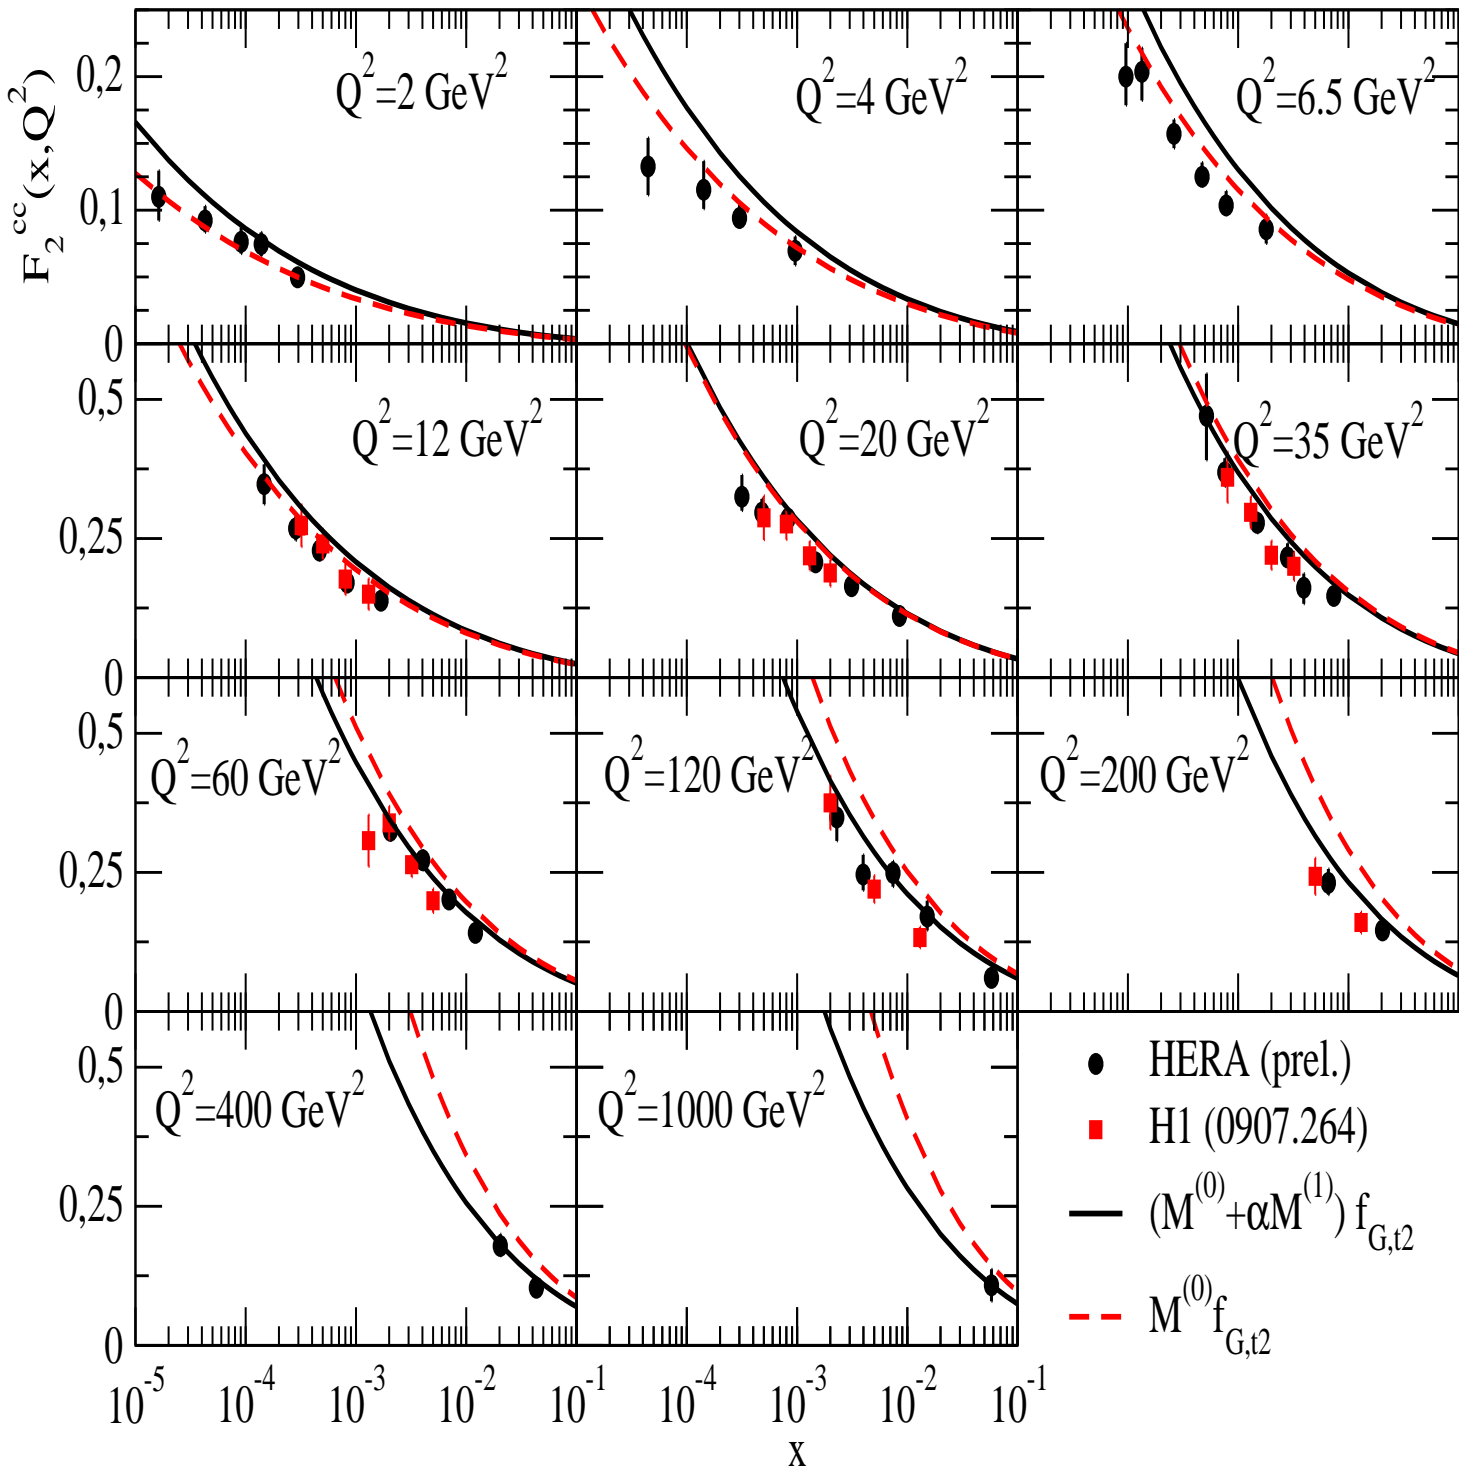 F₂ᶜᶜ(x,Q²)
0,2
0,1
0
Q²=2 GeV²
Q²=4 GeV²
Q²=6.5 GeV²
0,5
0,25
0
Q²=12 GeV²
Q²=20 GeV²
Q²=35 GeV²
0,5
0,25
0
Q²=60 GeV²
Q²=120 GeV²
Q²=200 GeV²
0,5
0,25
0
Q²=400 GeV²
Q²=1000 GeV²
HERA (prel.)
H1 (0907.264)
(M⁽⁰⁾+αM⁽¹⁾) f_G,t2
M⁽⁰⁾f_G,t2
10⁻⁵ 10⁻⁴ 10⁻³ 10⁻² 10⁻¹ 10⁻⁴ 10⁻³ 10⁻² 10⁻¹
x